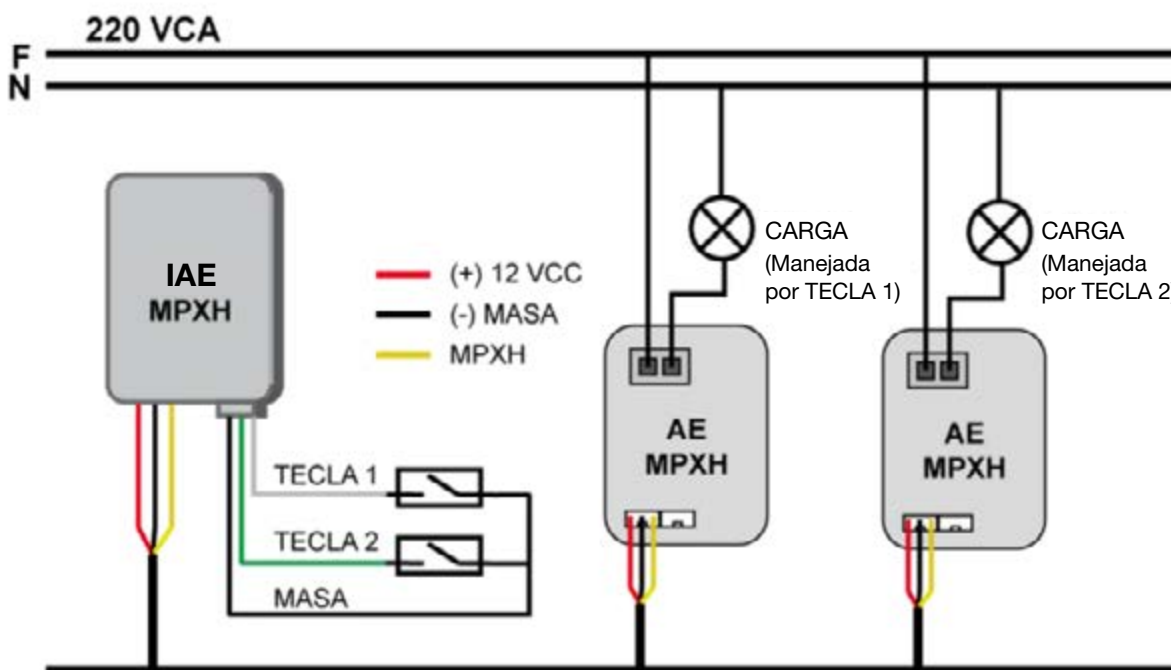 220 VCA
F
N
IAE
MPXH
(+) 12 VCC
(-) MASA
MPXH
TECLA 1
TECLA 2
MASA
CARGA
(Manejada
por TECLA 1)
AE
MPXH
CARGA
(Manejada
por TECLA 2
AE
MPXH